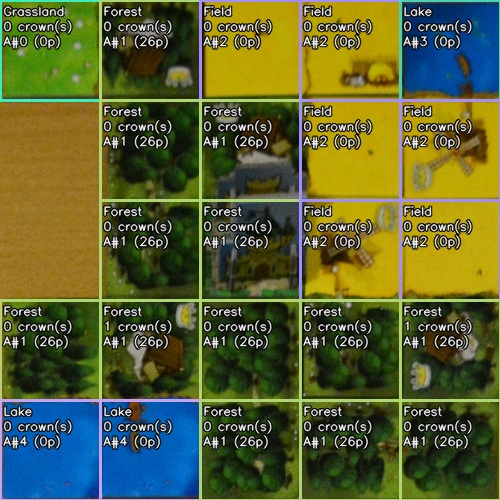 Grassland
0 crown(s)
A#0 (0p)
Forest
0 crown(s)
A#1 (26p)
Field
0 crown(s)
A#2 (0p)
Field
0 crown(s)
A#2 (0p)
Lake
0 crown(s)
A#3 (0p)
Forest
0 crown(s)
A#1 (26p)
Forest
0 crown(s)
A#1 (26p)
Field
0 crown(s)
A#2 (0p)
Field
0 crown(s)
A#2 (0p)
Forest
0 crown(s)
A#1 (26p)
Forest
0 crown(s)
A#1 (26p)
Field
0 crown(s)
A#2 (0p)
Field
0 crown(s)
A#2 (0p)
Forest
0 crown(s)
A#1 (26p)
Forest
1 crown(s)
A#1 (26p)
Forest
0 crown(s)
A#1 (26p)
Forest
0 crown(s)
A#1 (26p)
Forest
1 crown(s)
A#1 (26p)
Lake
0 crown(s)
A#4 (0p)
Lake
0 crown(s)
A#4 (0p)
Forest
0 crown(s)
A#1 (26p)
Forest
0 crown(s)
A#1 (26p)
Forest
0 crown(s)
A#1 (26p)